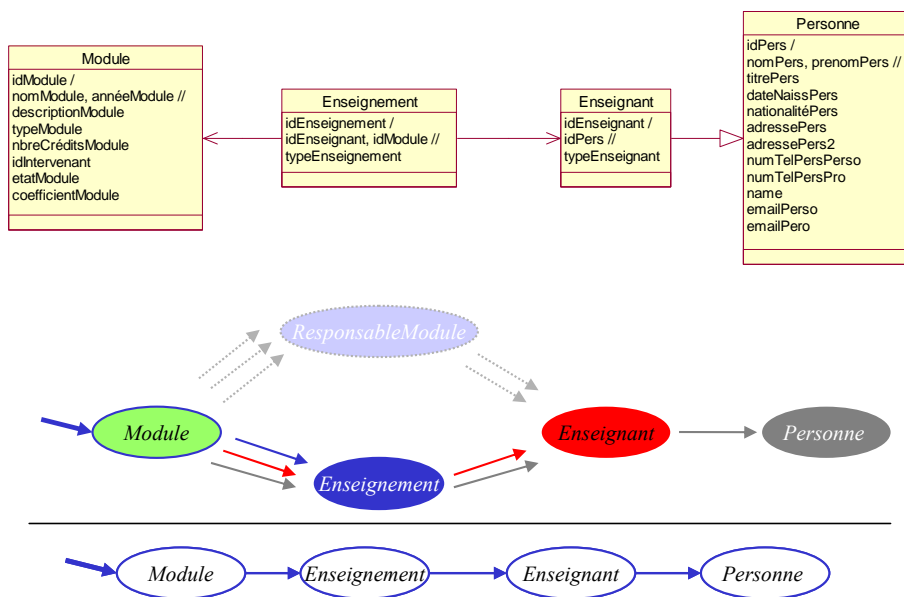 Module
idModule /
nomModule, annéeModule //
descriptionModule
typeModule
nbreCréditsModule
idIntervenant
etatModule
coefficientModule
Enseignement
idEnseignement /
idEnseignant, idModule //
typeEnseignement
Enseignant
idEnseignant /
idPers //
typeEnseignant
Personne
idPers /
nomPers, prenomPers //
titrePers
dateNaissPers
nationalitéPers
adressePers
adressePers2
numTelPersPerso
numTelPersPro
name
emailPerso
emailPero
ResponsableModule
Module
Enseignement
Enseignant
Personne
Module
Enseignement
Enseignant
Personne